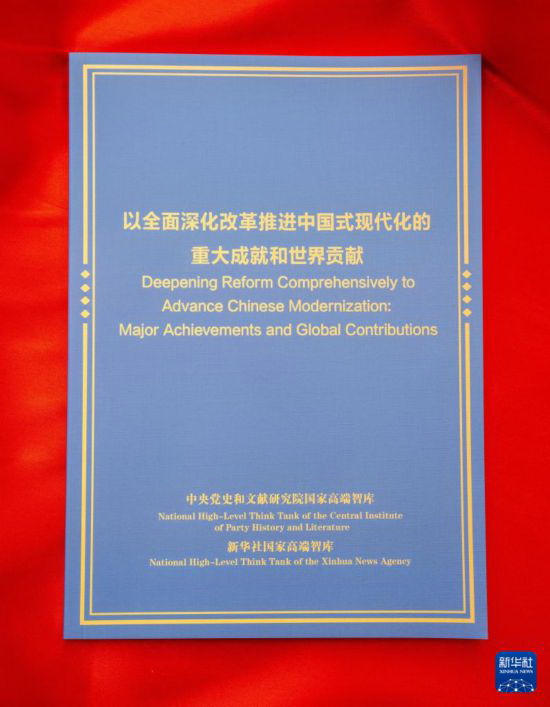 以全面深化改革推进中国式现代化的
重大成就和世界贡献
Deepening Reform Comprehensively to
Advance Chinese Modernization:
Major Achievements and Global Contributions
中央党史和文献研究院国家高端智库
National High-Level Think Tank of the Central Institute
of Party History and Literature
新华社国家高端智库
National High-Level Think Tank of the Xinhua News Agency
新华社
XINHUA NEWS